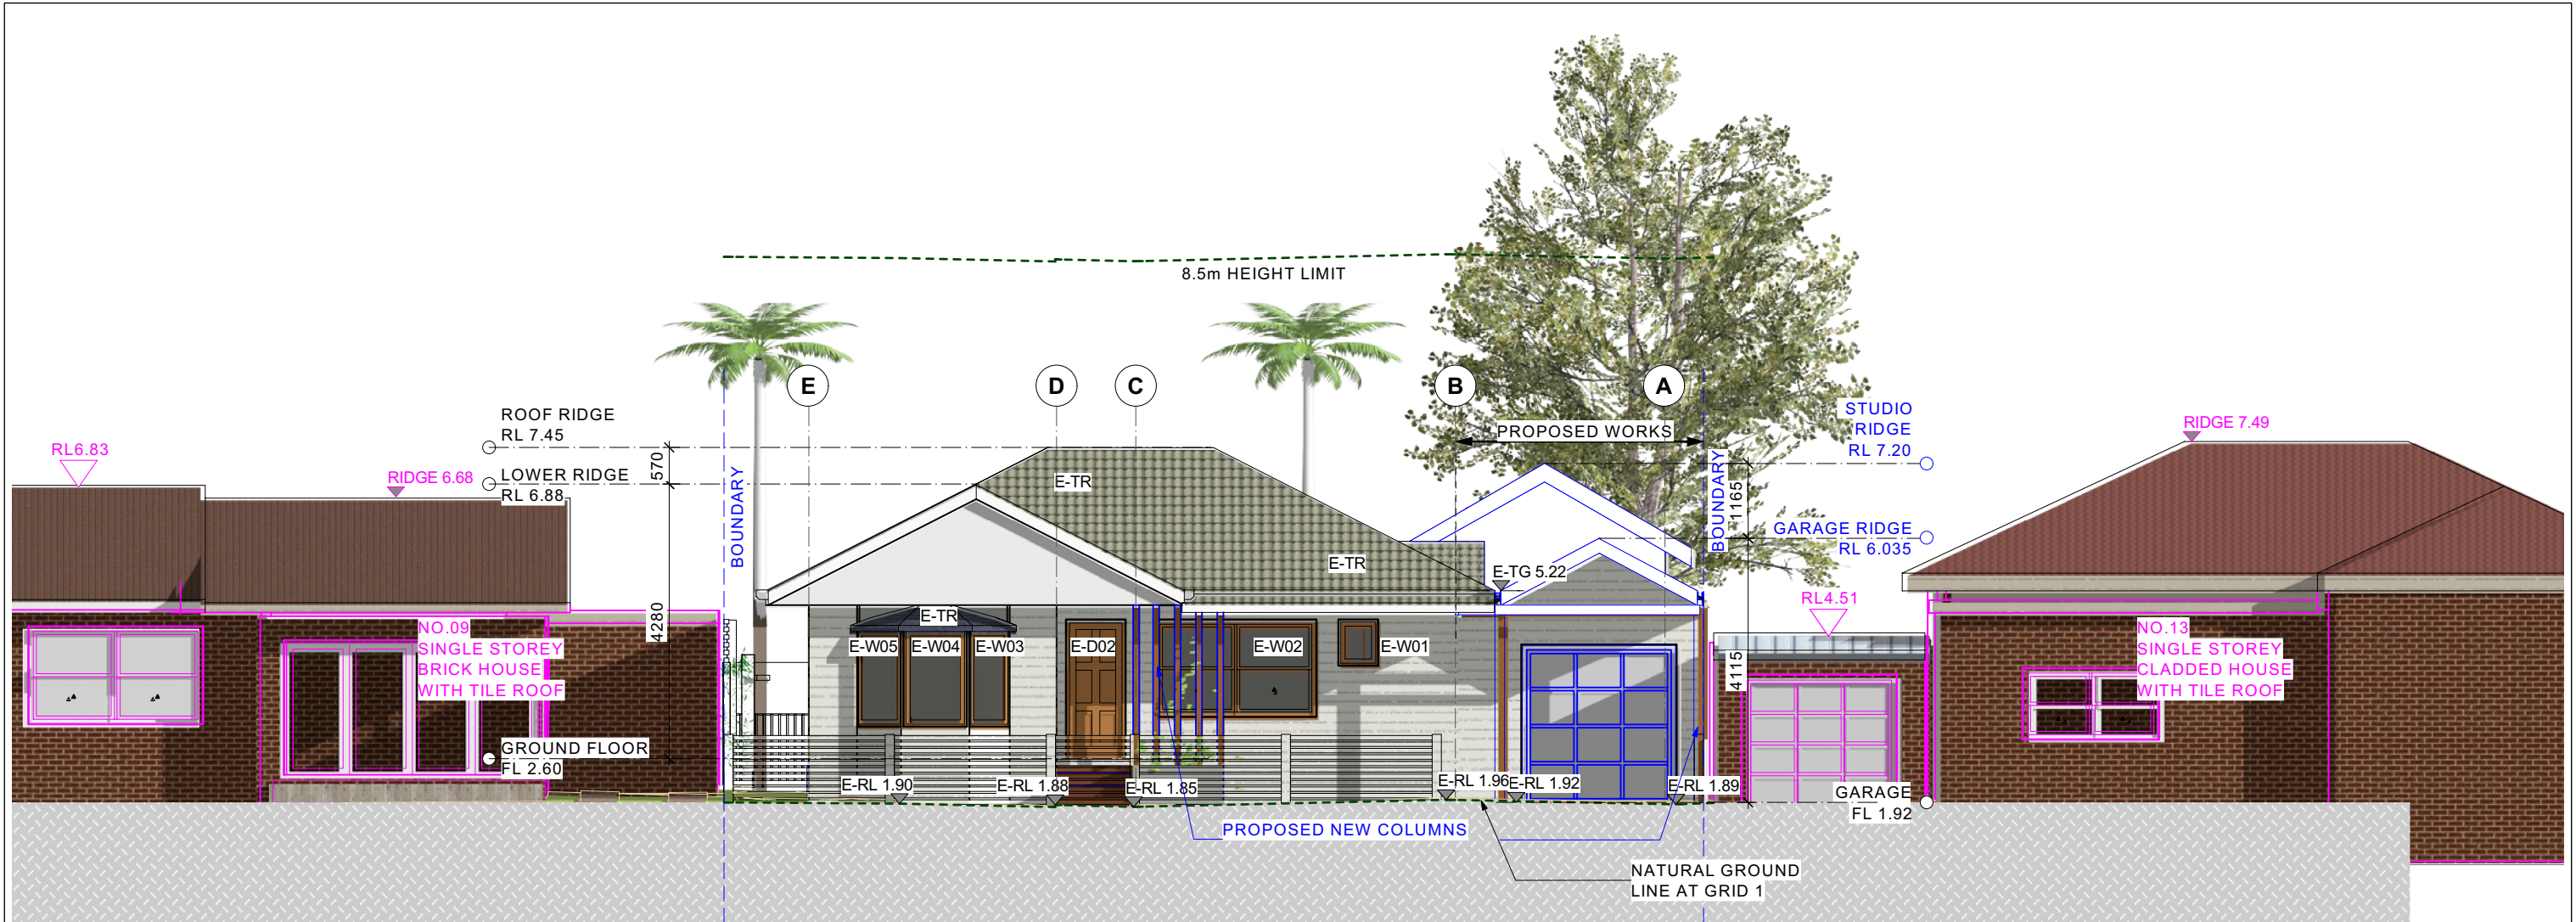 8.5m HEIGHT LIMIT
E
D
C
B
A
ROOF RIDGE
RL 7.45
LOWER RIDGE
RL 6.88
570
4280
RL6.83
RIDGE 6.68
BOUNDARY
PROPOSED WORKS
STUDIO
RIDGE
RL 7.20
BOUNDARY
1165
GARAGE RIDGE
RL 6.035
4115
RIDGE 7.49
RL4.51
E-TR
E-TR
E-TG 5.22
E-TR
NO.09
SINGLE STOREY
BRICK HOUSE
WITH TILE ROOF
E-W05
E-W04
E-W03
E-D02
E-W02
E-W01
NO.13
SINGLE STOREY
CLADDED HOUSE
WITH TILE ROOF
GROUND FLOOR
FL 2.60
E-RL 1.90
E-RL 1.88
E-RL 1.85
E-RL 1.96
E-RL 1.92
E-RL 1.89
GARAGE
FL 1.92
PROPOSED NEW COLUMNS
NATURAL GROUND
LINE AT GRID 1